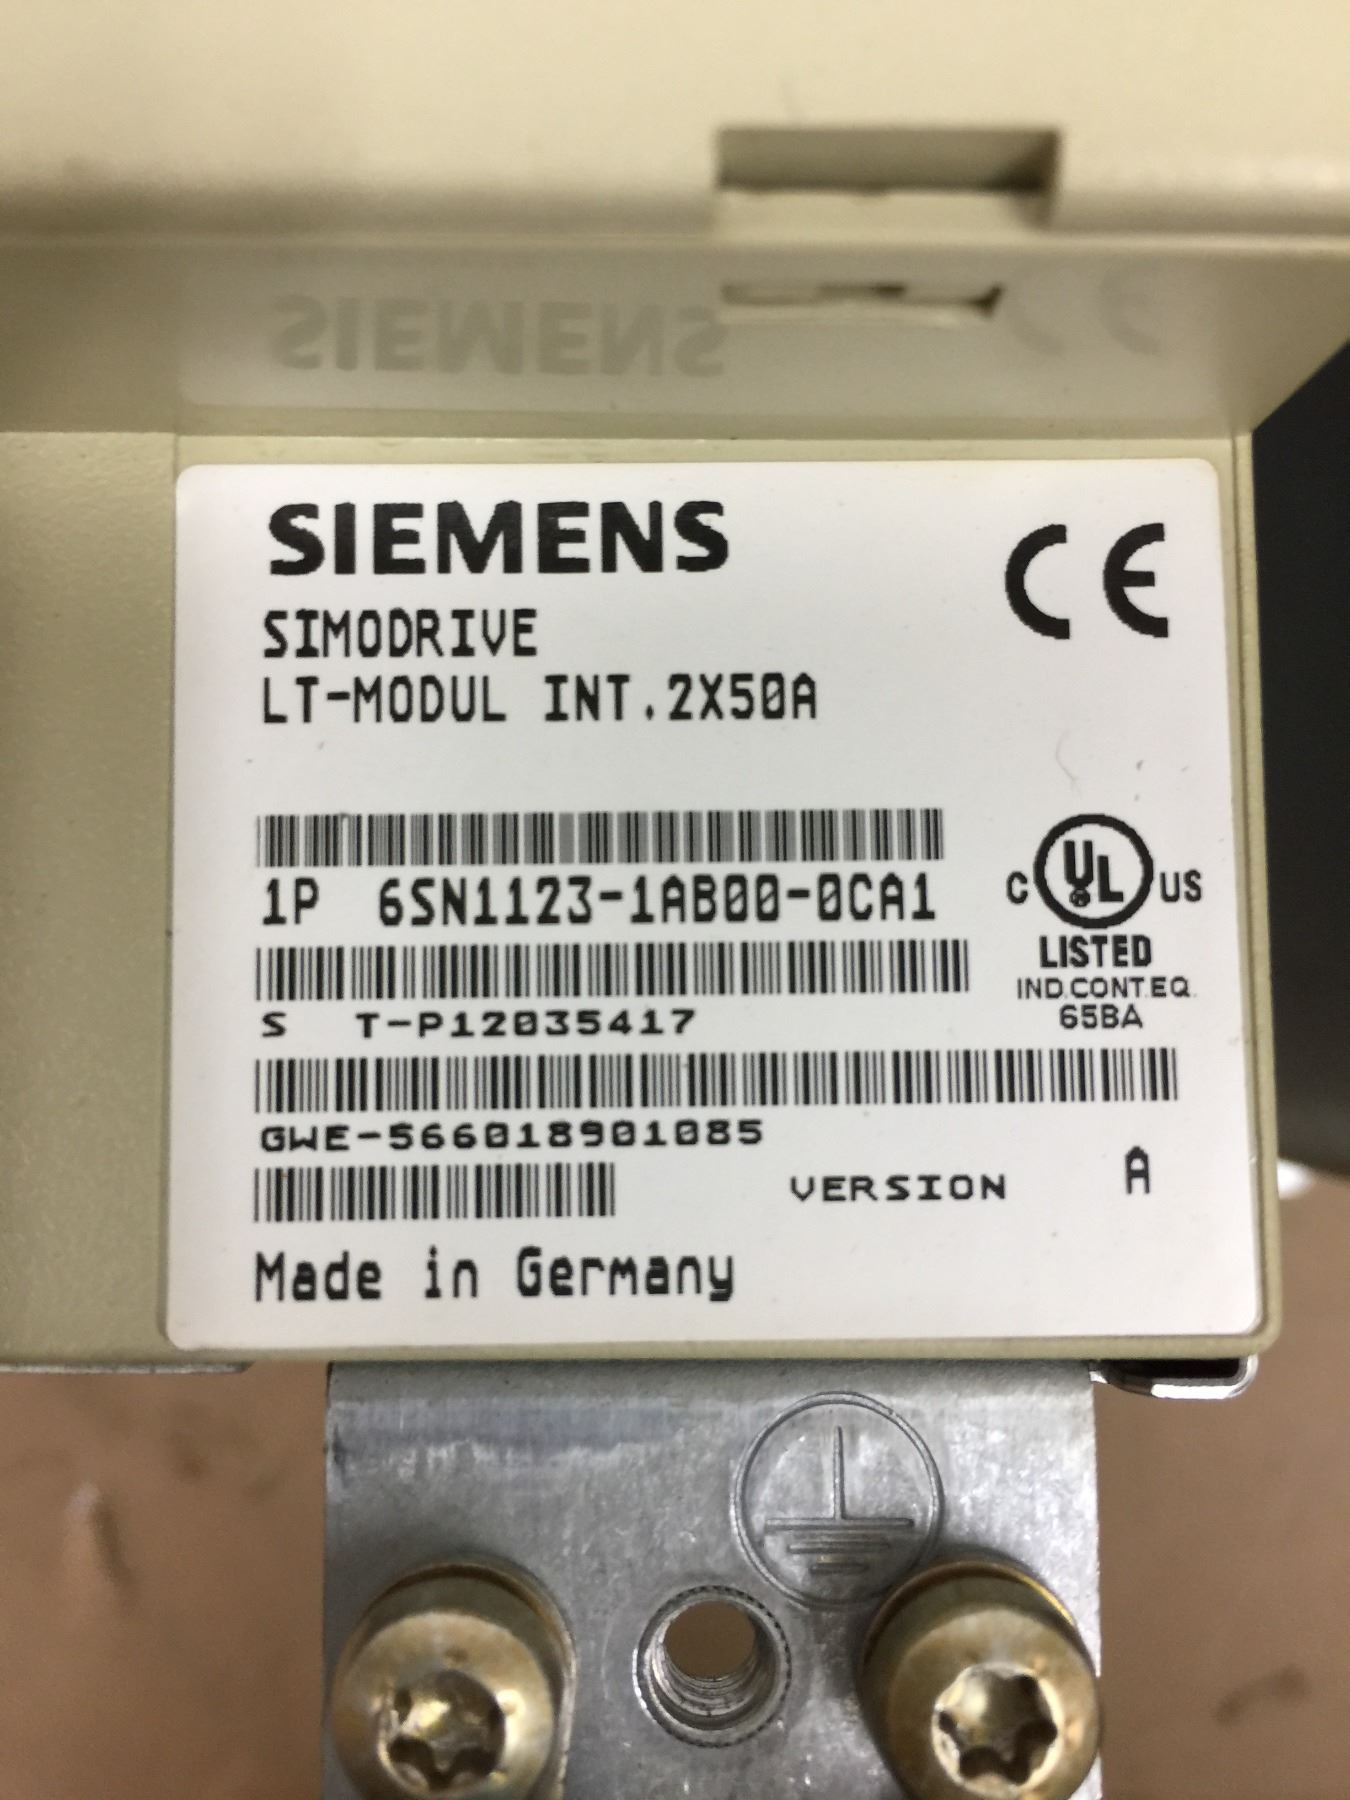 SIEMENS
CE
SIMODRIVE
LT-MODUL INT.2X50A
1P 6SN1123-1AB00-0CA1
C UL US
LISTED
IND.CONT.EQ.
65BA
S T-P12035417
GWE-566018901085
VERSION A
Made in Germany